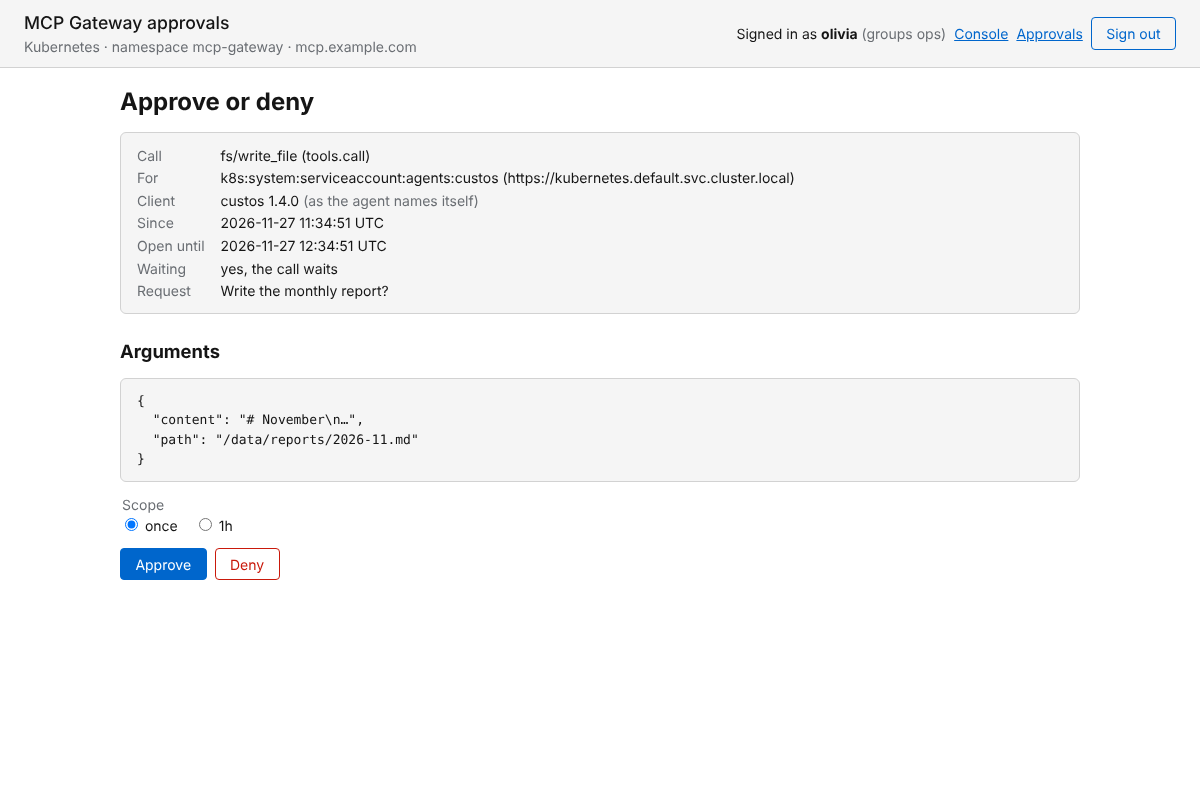 MCP Gateway approvals
Kubernetes · namespace mcp-gateway · mcp.example.com
Signed in as olivia (groups ops) Console Approvals Sign out
Approve or deny
Call fs/write_file (tools.call)
For k8s:system:serviceaccount:agents:custos (https://kubernetes.default.svc.cluster.local)
Client custos 1.4.0 (as the agent names itself)
Since 2026-11-27 11:34:51 UTC
Open until 2026-11-27 12:34:51 UTC
Waiting yes, the call waits
Request Write the monthly report?
Arguments
{
  "content": "# November\n…",
  "path": "/data/reports/2026-11.md"
}
Scope
once 1h
Approve Deny